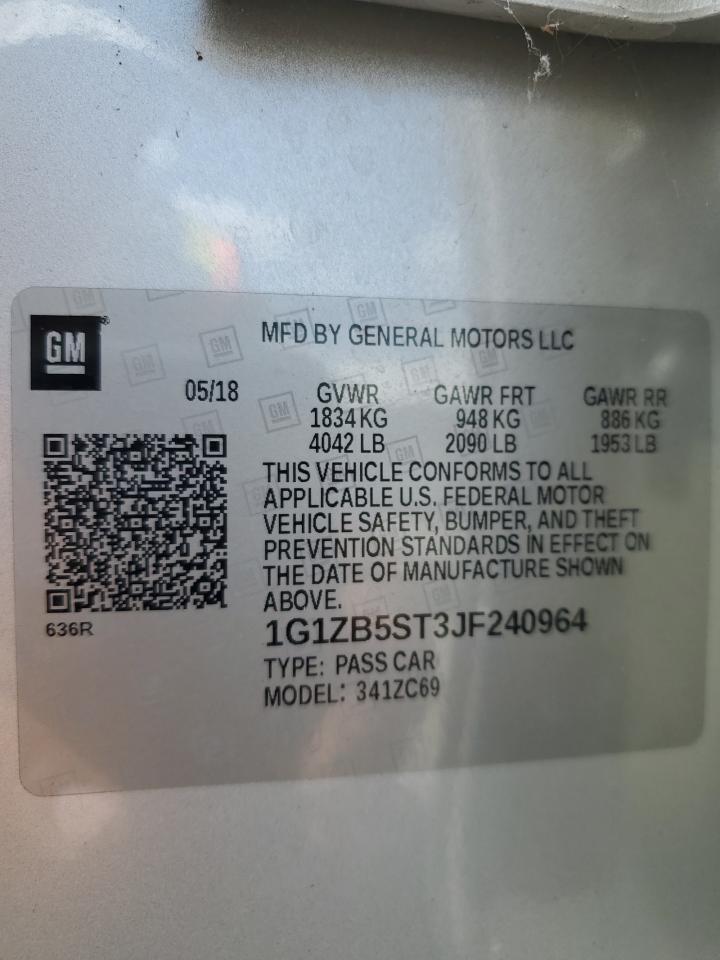 GM
MFD BY GENERAL MOTORS LLC
05/18 GVWR GAWR FRT GAWR RR
1834 KG 948 KG 886 KG
4042 LB 2090 LB 1953 LB
THIS VEHICLE CONFORMS TO ALL
APPLICABLE U.S. FEDERAL MOTOR
VEHICLE SAFETY, BUMPER, AND THEFT
PREVENTION STANDARDS IN EFFECT ON
THE DATE OF MANUFACTURE SHOWN
ABOVE.
636R
1G1ZB5ST3JF240964
TYPE: PASS CAR
MODEL: 341ZC69